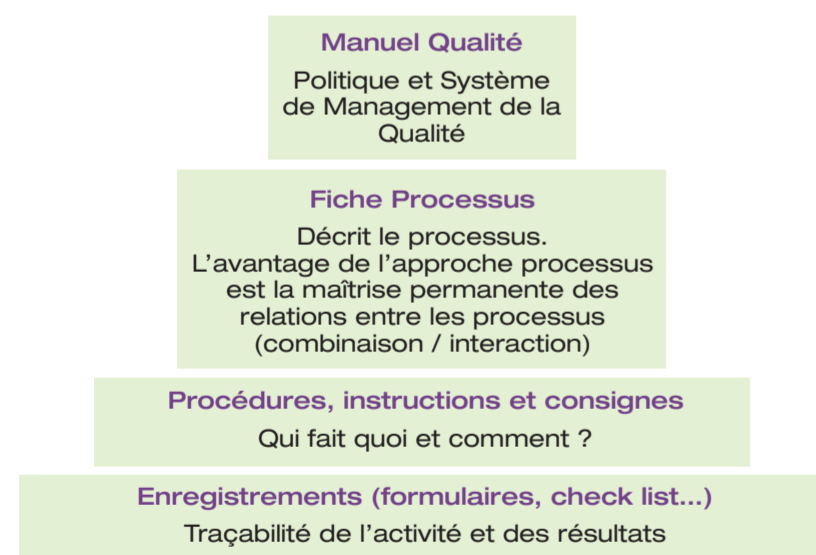 Manuel Qualité
Politique et Système
de Management de la
Qualité
Fiche Processus
Décrit le processus.
L’avantage de l’approche processus
est la maîtrise permanente des
relations entre les processus
(combinaison / interaction)
Procédures, instructions et consignes
Qui fait quoi et comment ?
Enregistrements (formulaires, check list...)
Traçabilité de l’activité et des résultats